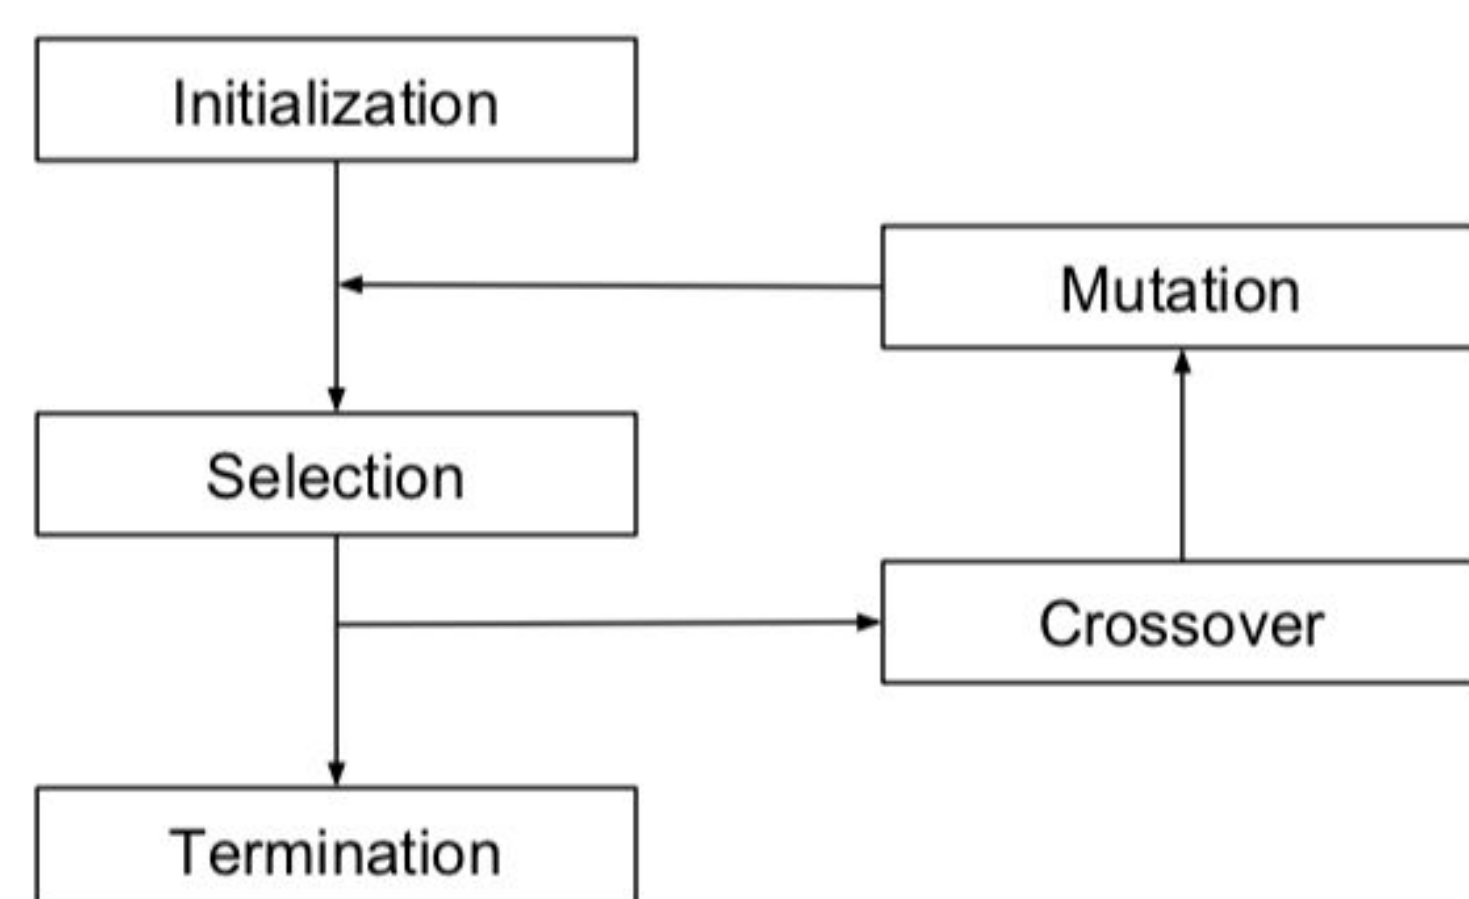 Initialization
Mutation
Selection
Crossover
Termination